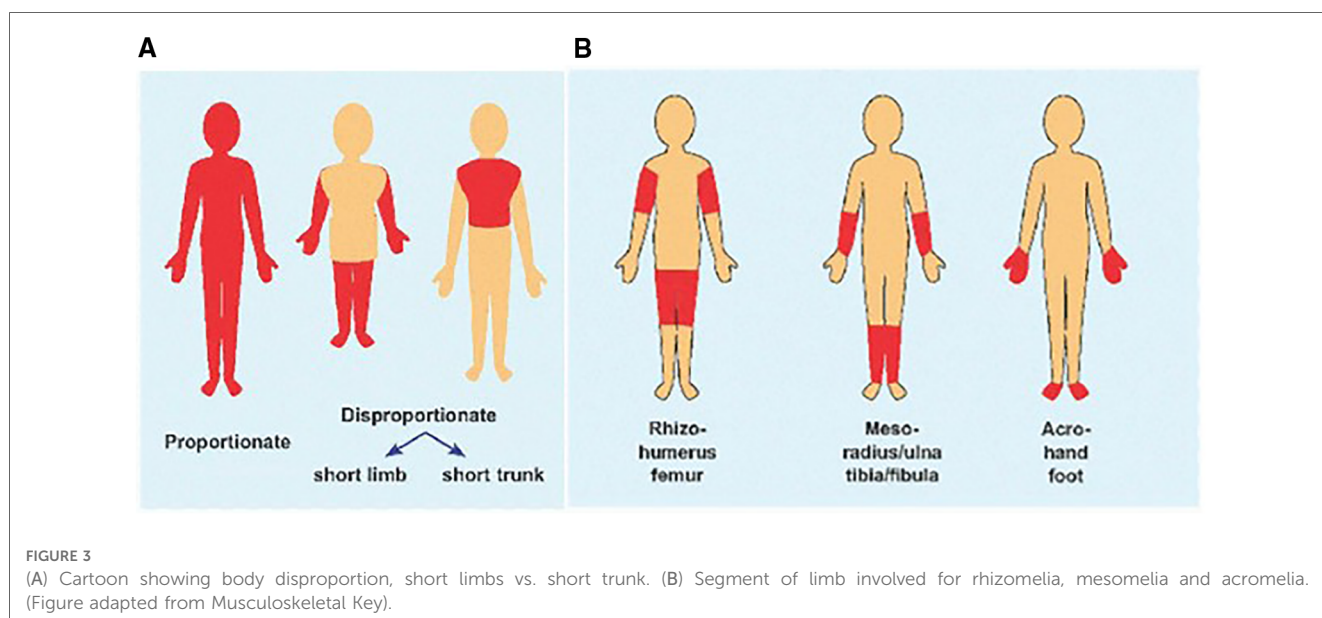 A
B
Proportionate
Disproportionate
short limb
short trunk
Rhizo-
humerus
femur
Meso-
radius/ulna
tibia/fibula
Acro-
hand
foot
FIGURE 3
(A) Cartoon showing body disproportion, short limbs vs. short trunk. (B) Segment of limb involved for rhizomelia, mesomelia and acromelia.
(Figure adapted from Musculoskeletal Key).